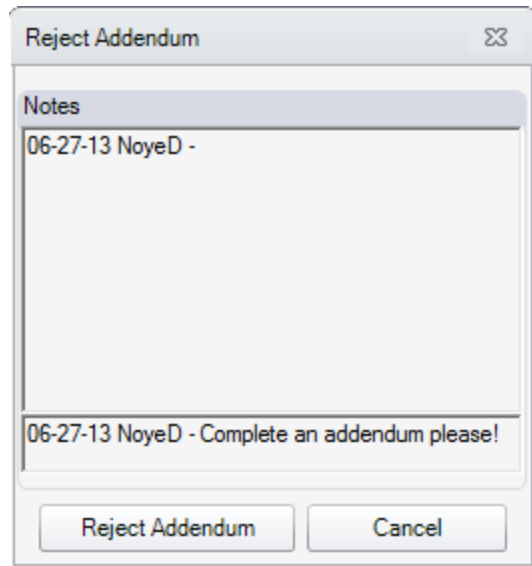 Reject Addendum
Notes
06-27-13 NoyeD -
06-27-13 NoyeD - Complete an addendum please!
Reject Addendum
Cancel